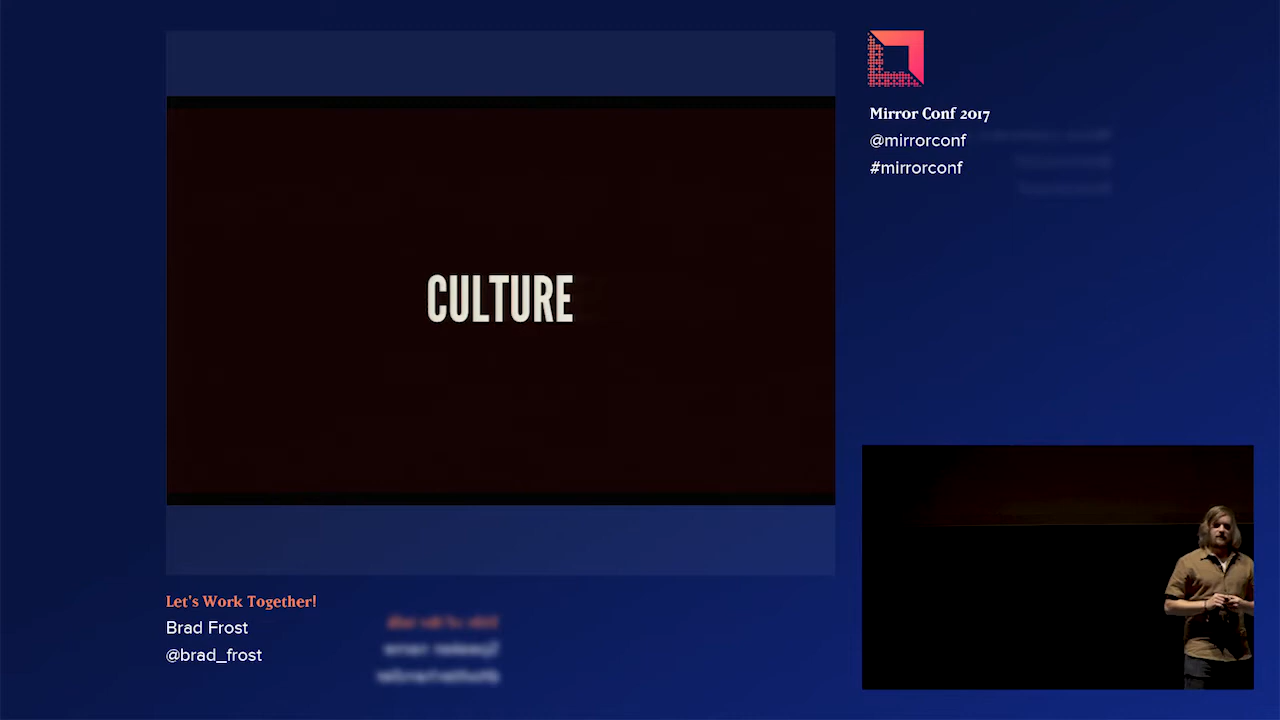 CULTURE
Mirror Conf 2017
@mirrorconf
#mirrorconf
Let's Work Together!
Brad Frost
@brad_frost